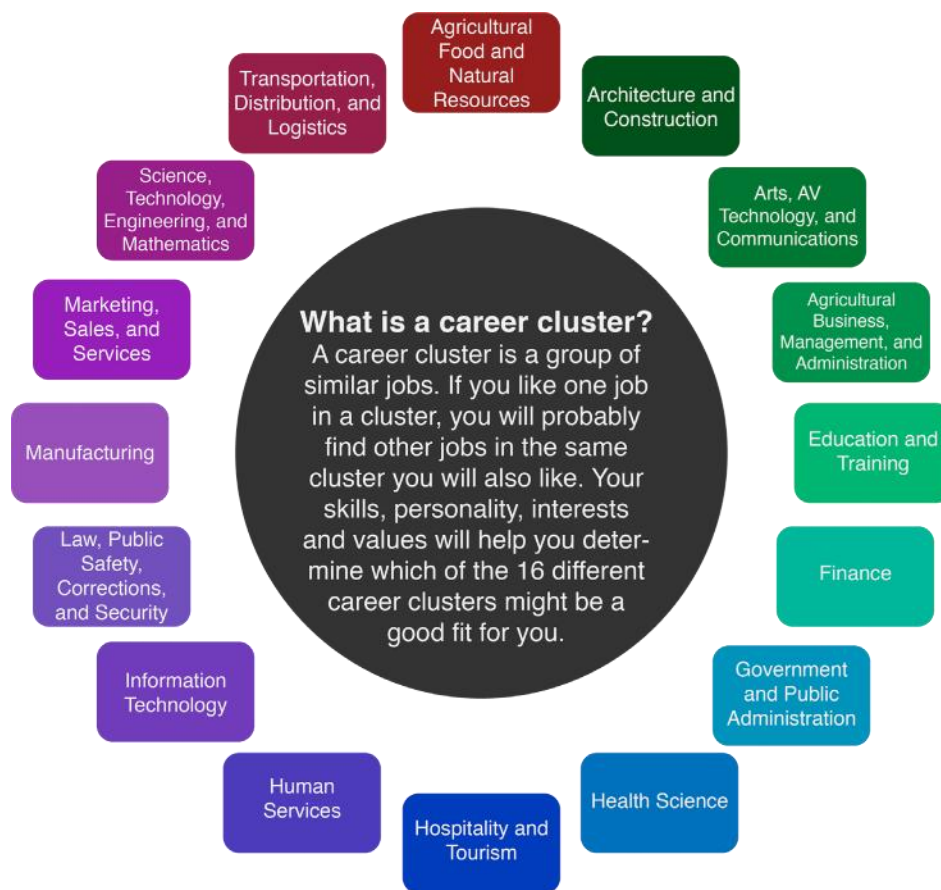 Agricultural
Food and
Natural
Resources
Architecture and
Construction
Arts, AV
Technology, and
Communications
Agricultural
Business,
Management, and
Administration
Education and
Training
Finance
Government
and Public
Administration
Health Science
Hospitality and
Tourism
Human
Services
Information
Technology
Law, Public
Safety,
Corrections,
and Security
Manufacturing
Marketing,
Sales, and
Services
Science,
Technology,
Engineering, and
Mathematics
Transportation,
Distribution, and
Logistics
What is a career cluster?
A career cluster is a group of
similar jobs. If you like one job
in a cluster, you will probably
find other jobs in the same
cluster you will also like. Your
skills, personality, interests
and values will help you deter-
mine which of the 16 different
career clusters might be a
good fit for you.